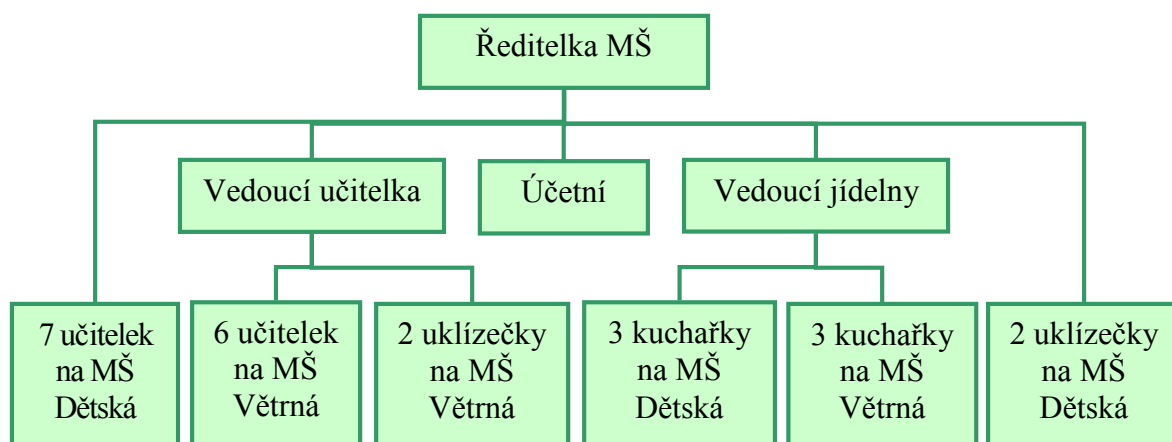 Ředitelka MŠ
Vedoucí učitelka
Účetní
Vedoucí jídelny
7 učitelek
na MŠ
Dětská
6 učitelek
na MŠ
Větrná
2 uklízečky
na MŠ
Větrná
3 kuchařky
na MŠ
Dětská
3 kuchařky
na MŠ
Větrná
2 uklízečky
na MŠ
Dětská